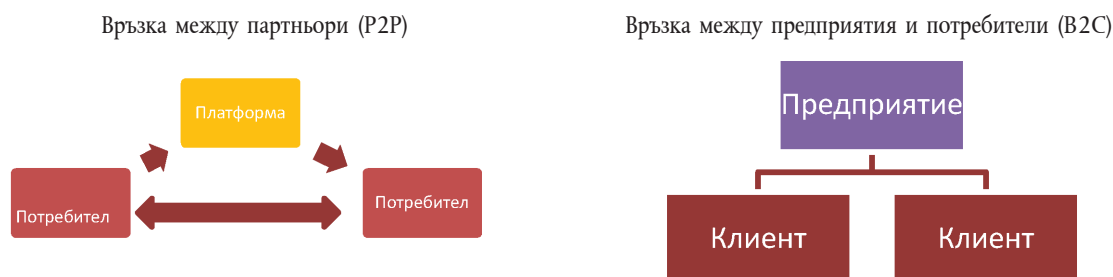 Връзка между партньори (P2P)
Платформа
Потребител
Потребител
Връзка между предприятия и потребители (B2C)
Предприятие
Клиент
Клиент